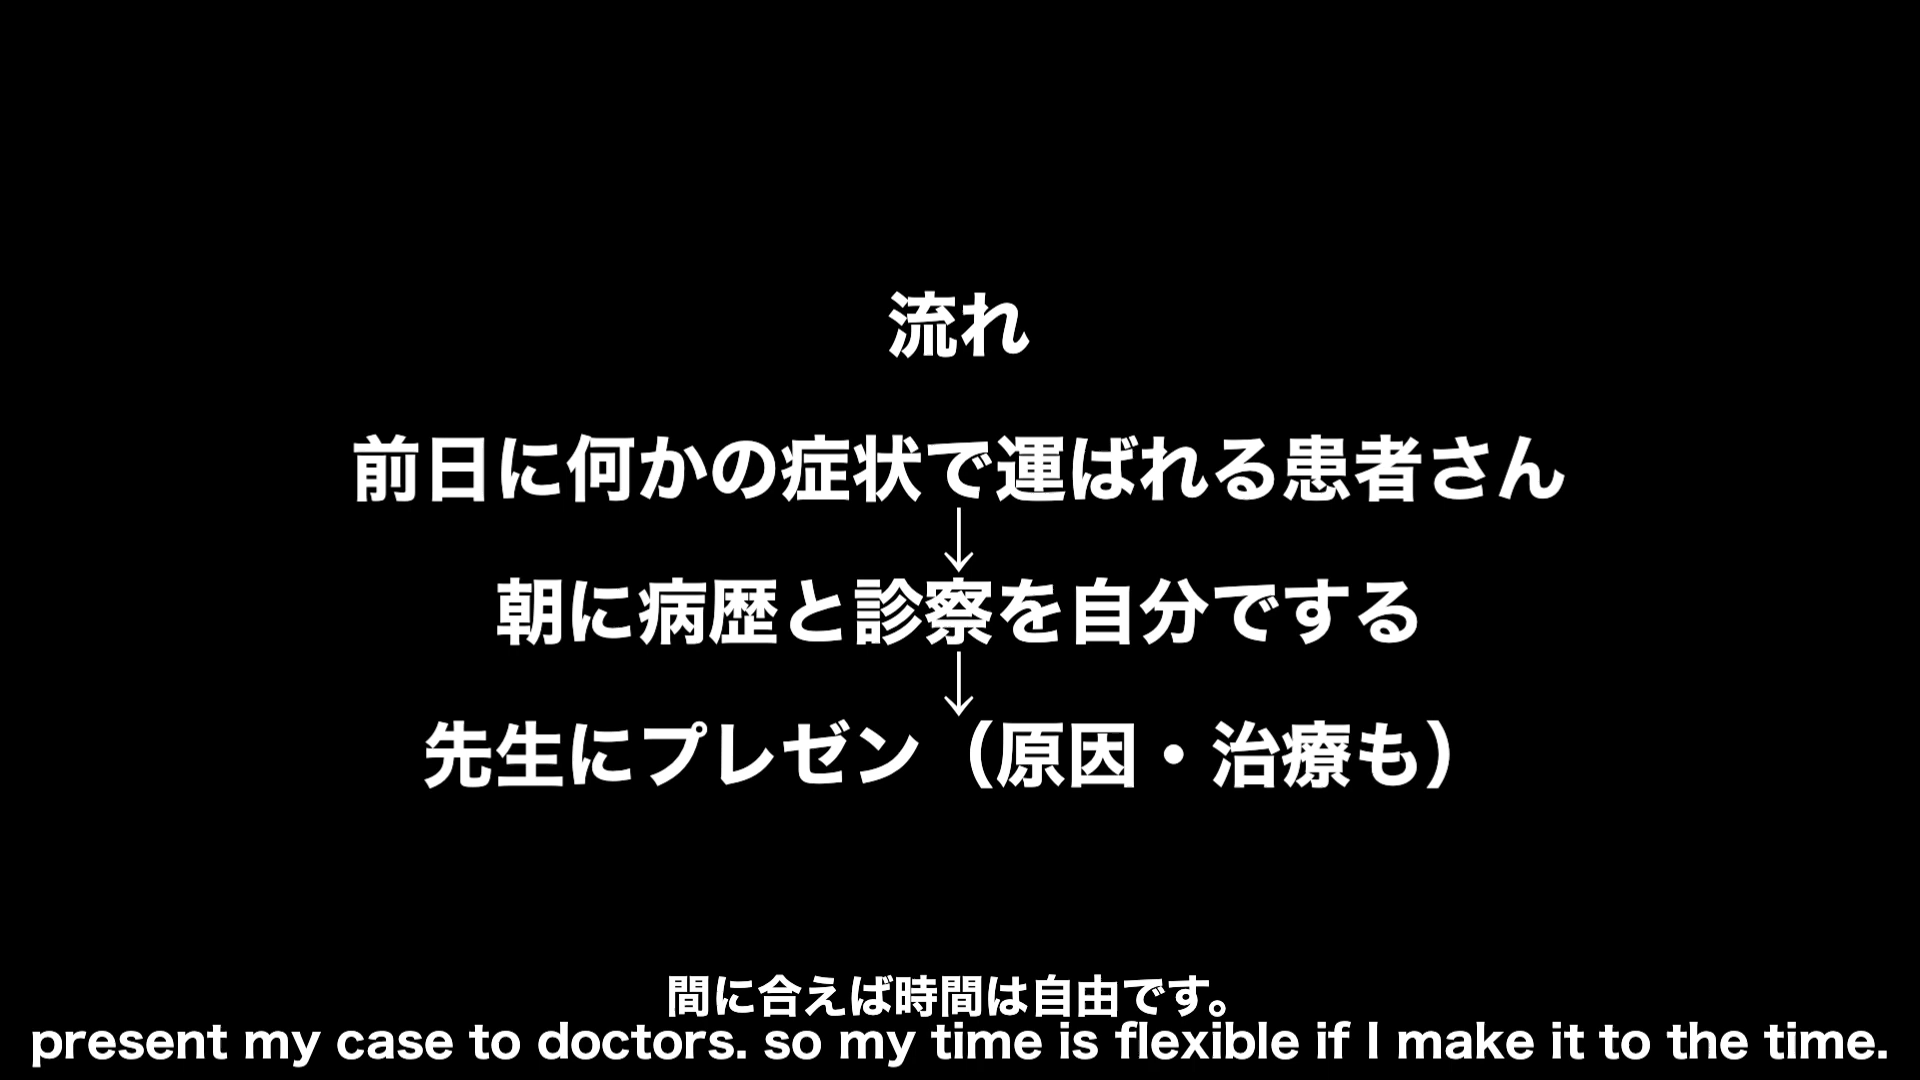 流れ
前日に何かの症状で運ばれる患者さん
↓
朝に病歴と診察を自分でする
↓
先生にプレゼン（原因・治療も）
間に合えば時間は自由です。
present my case to doctors. so my time is flexible if I make it to the time.